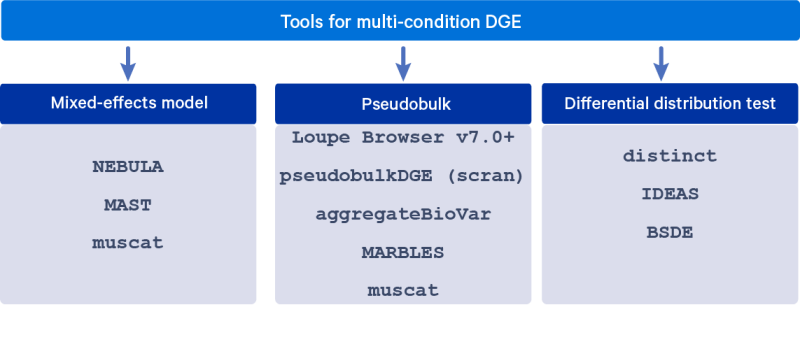 Tools for multi-condition DGE
Mixed-effects model
NEBULA
MAST
muscat
Pseudobulk
Loupe Browser v7.0+
pseudobulkDGE (scran)
aggregateBioVar
MARBLES
muscat
Differential distribution test
distinct
IDEAS
BSDE